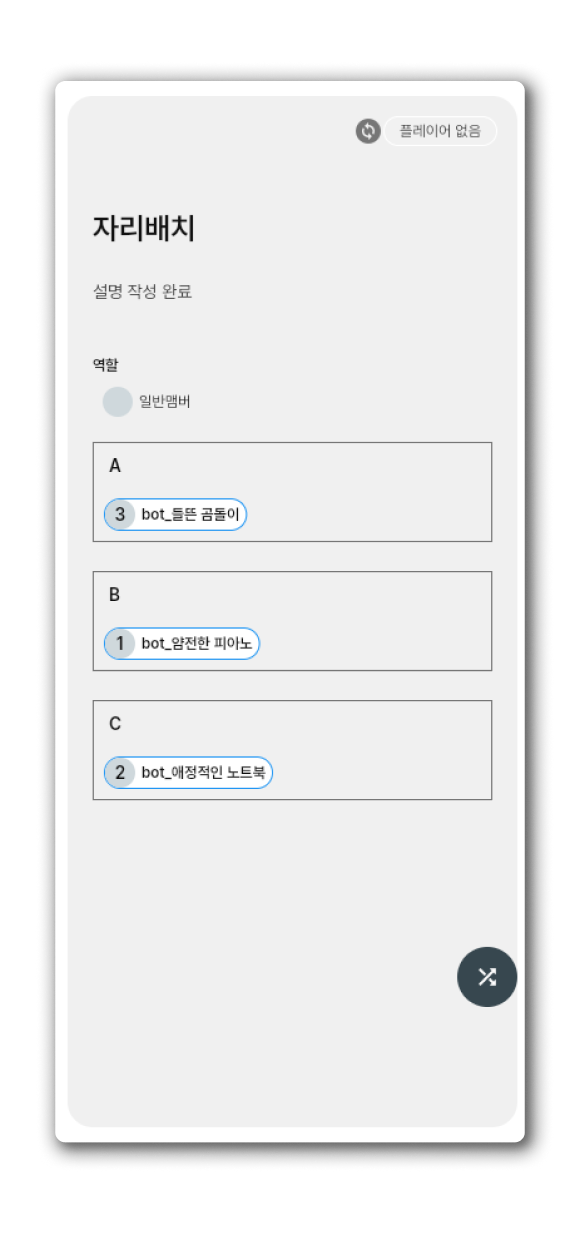 플레이어 없음
자리배치
설명 작성 완료
역할
일반맴버
A
3 bot_들뜬 곰돌이
B
1 bot_얌전한 피아노
C
2 bot_애정적인 노트북